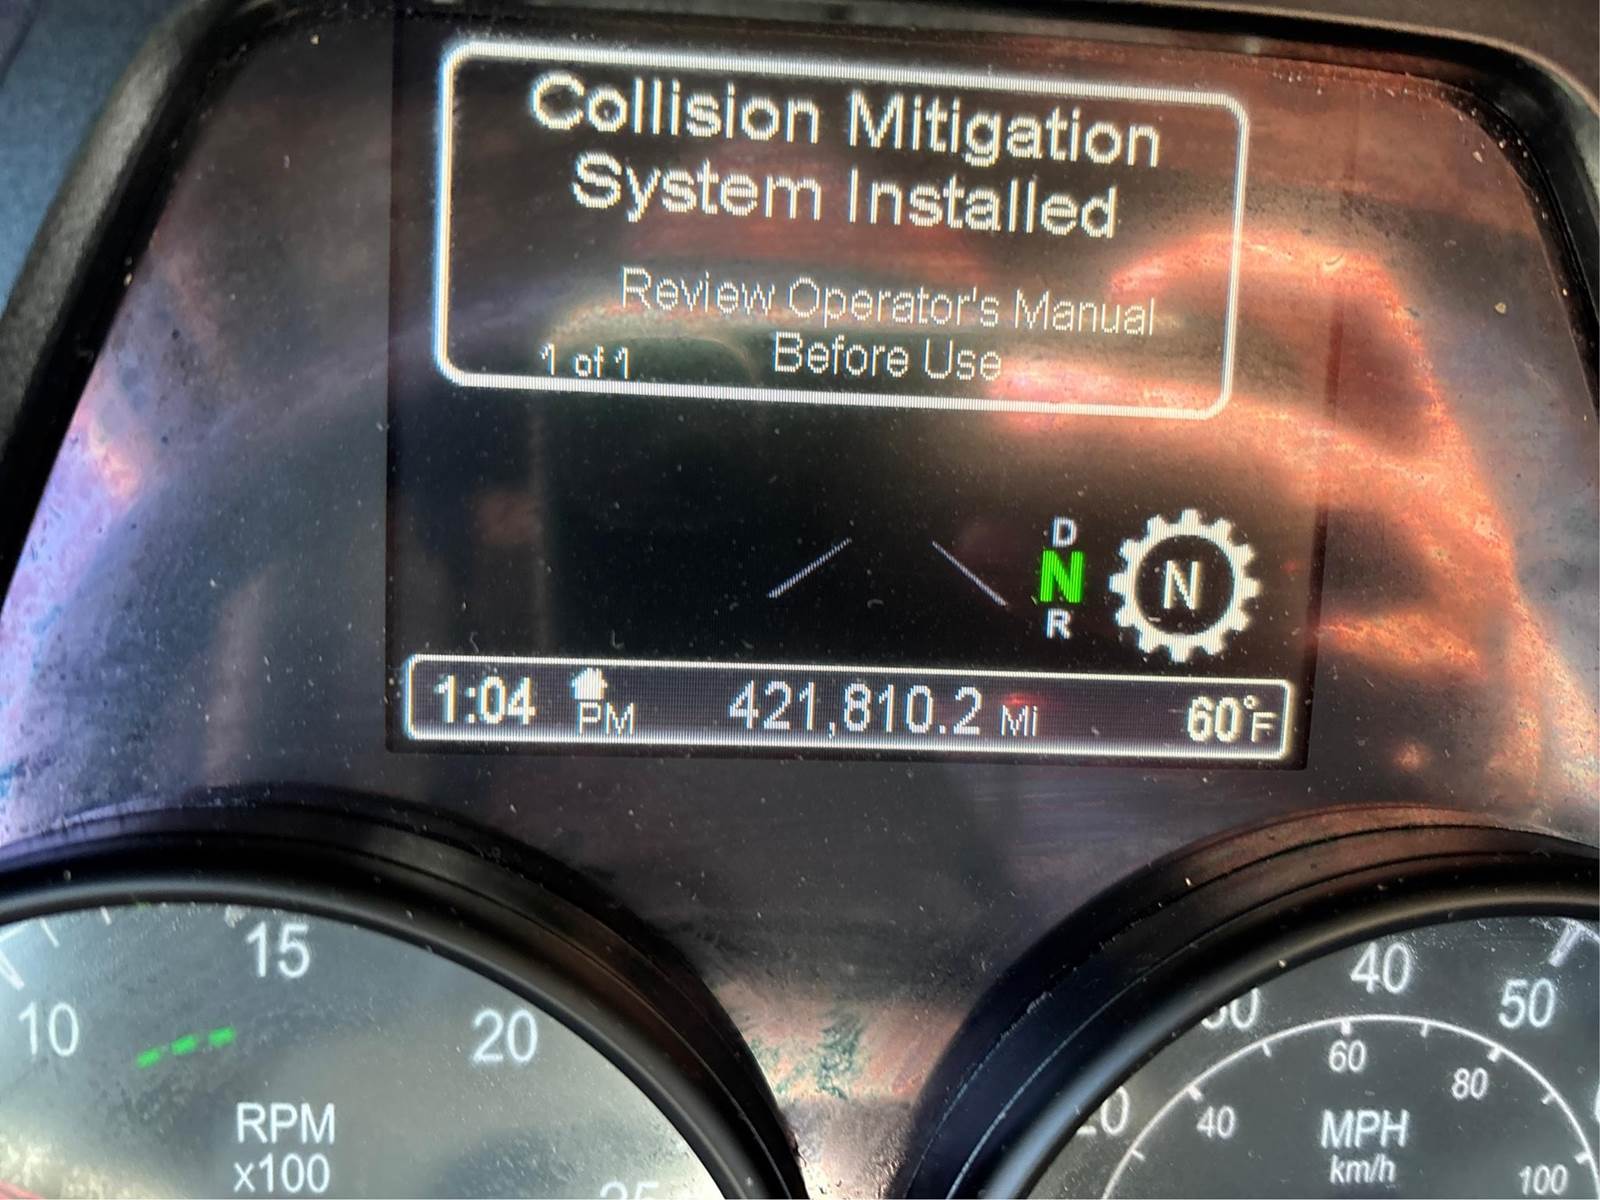 Collision Mitigation
System Installed
Review Operator's Manual
1 of 1 Before Use
D
N
R
N
1:04 PM 421,810.2 Mi 60°F
15
10
20
RPM
x100
40
50
60
80
40
MPH
km/h
100